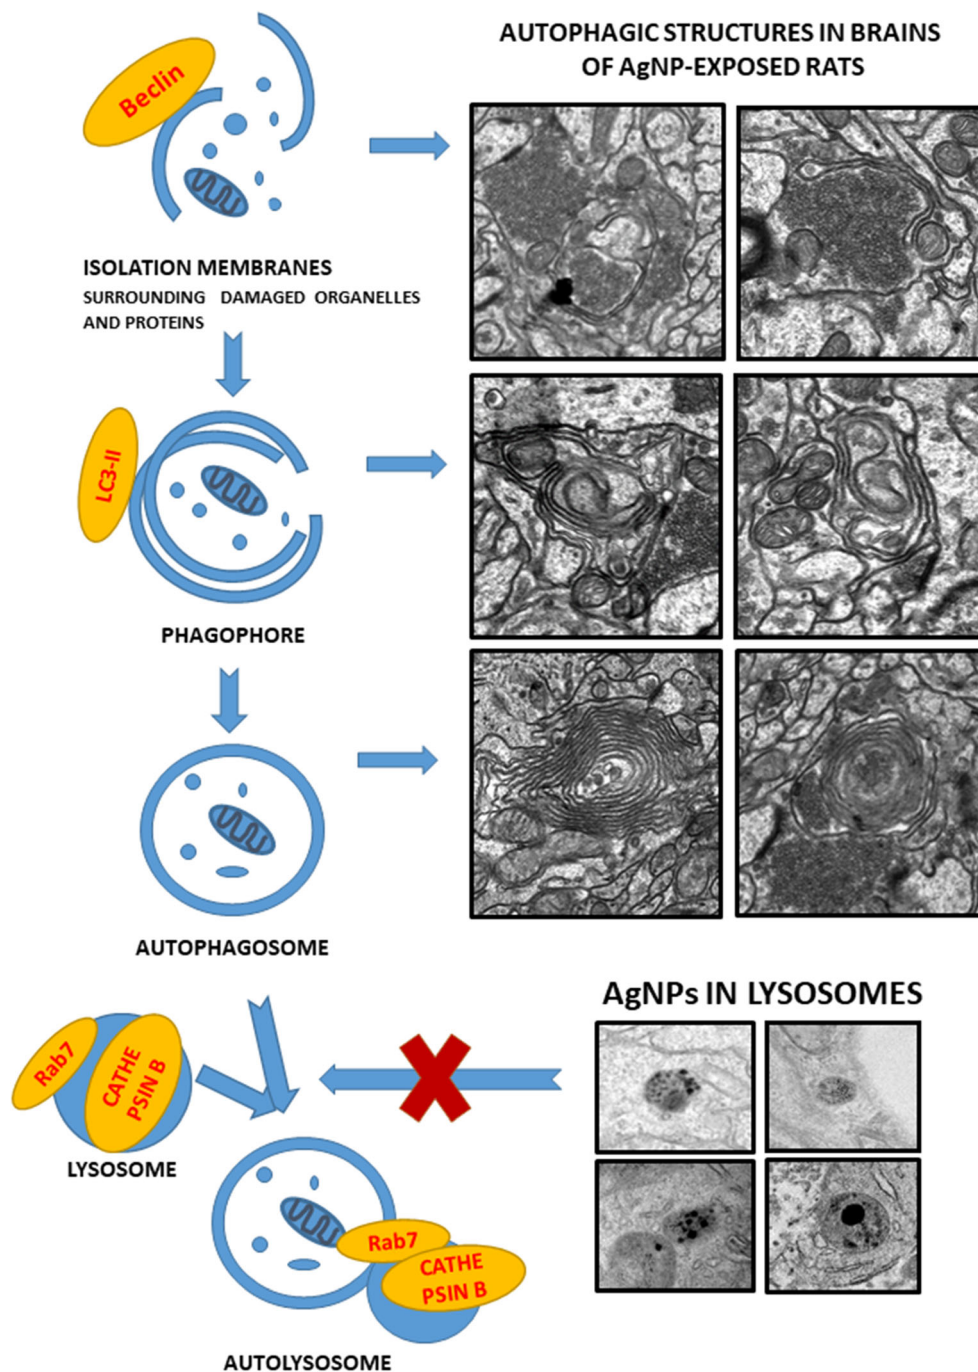 AUTOPHAGIC STRUCTURES IN BRAINS
OF AgNP-EXPOSED RATS
Beclin
ISOLATION MEMBRANES
SURROUNDING DAMAGED ORGANELLES
AND PROTEINS
LC3-II
PHAGOPHORE
AUTOPHAGOSOME
AgNPs IN LYSOSOMES
Rab7
CATHE
PSIN B
LYSOSOME
Rab7
CATHE
PSIN B
AUTOLYSOSOME